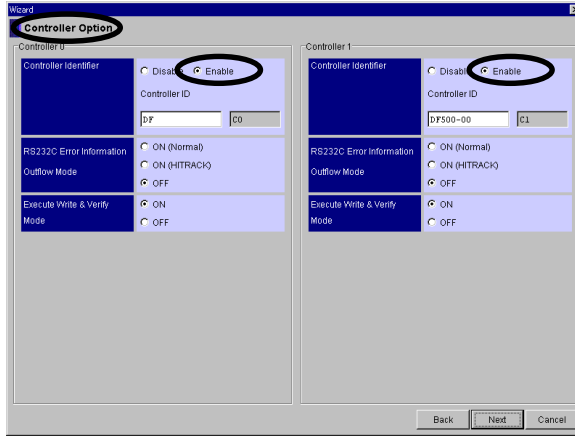 Wizard
Controller Option
Controller 0
Controller Identifier
Disable Enable
Controller ID
DF C0
RS232C Error Information
Outflow Mode
ON (Normal)
ON (HITRACK)
OFF
Execute Write & Verify
Mode
ON
OFF
Controller 1
Controller Identifier
Enable
Controller ID
DF500-00 C1
RS232C Error Information
Outflow Mode
ON (Normal)
ON (HITRACK)
OFF
Execute Write & Verify
Mode
ON
OFF
Back Next Cancel